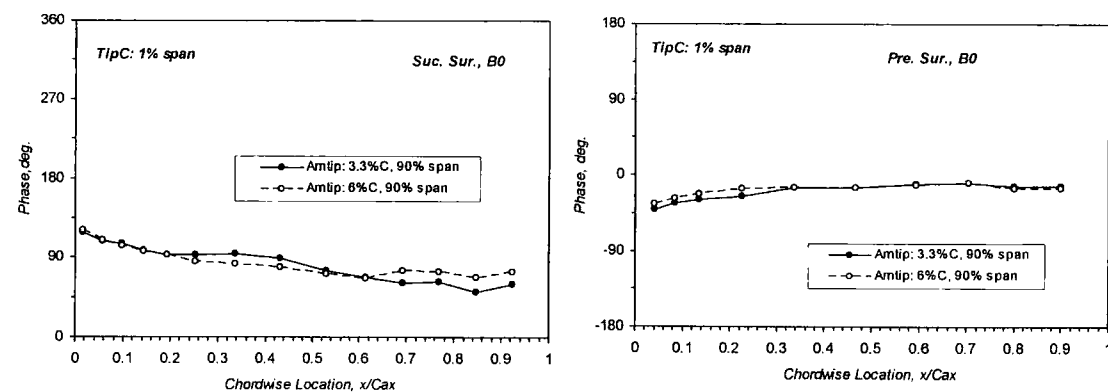 360
270
180
90
0
Phase, deg.
TipC: 1% span
Suc. Sur., B0
Amtip: 3.3%C, 90% span
Amtip: 6%C, 90% span
0 0.1 0.2 0.3 0.4 0.5 0.6 0.7 0.8 0.9 1
Chordwise Location, x/Cax
180
90
0
-90
-180
Phase, deg.
TipC: 1% span
Pre. Sur., B0
Amtip: 3.3%C, 90% span
Amtip: 6%C, 90% span
0 0.1 0.2 0.3 0.4 0.5 0.6 0.7 0.8 0.9 1
Chordwise Location, x/Cax